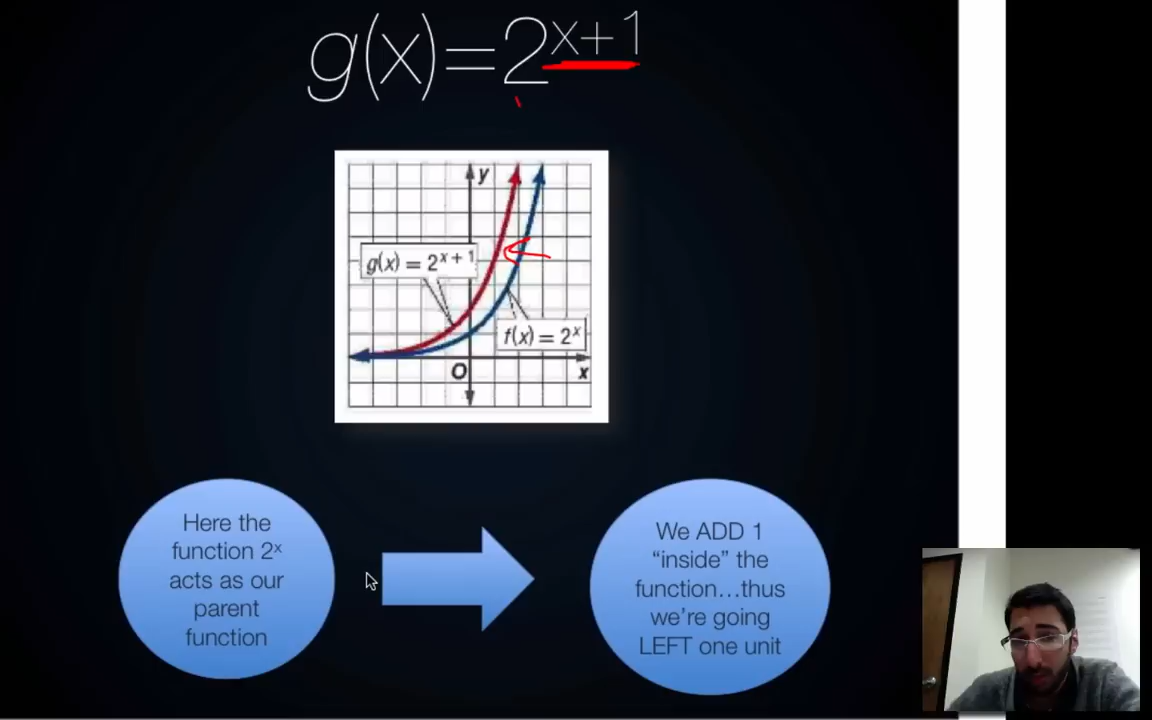 g(x)=2^{x+1}
y
g(x) = 2^{x + 1}
f(x) = 2^x
O
x
Here the
function 2^x
acts as our
parent
function
We ADD 1
“inside” the
function...thus
we’re going
LEFT one unit